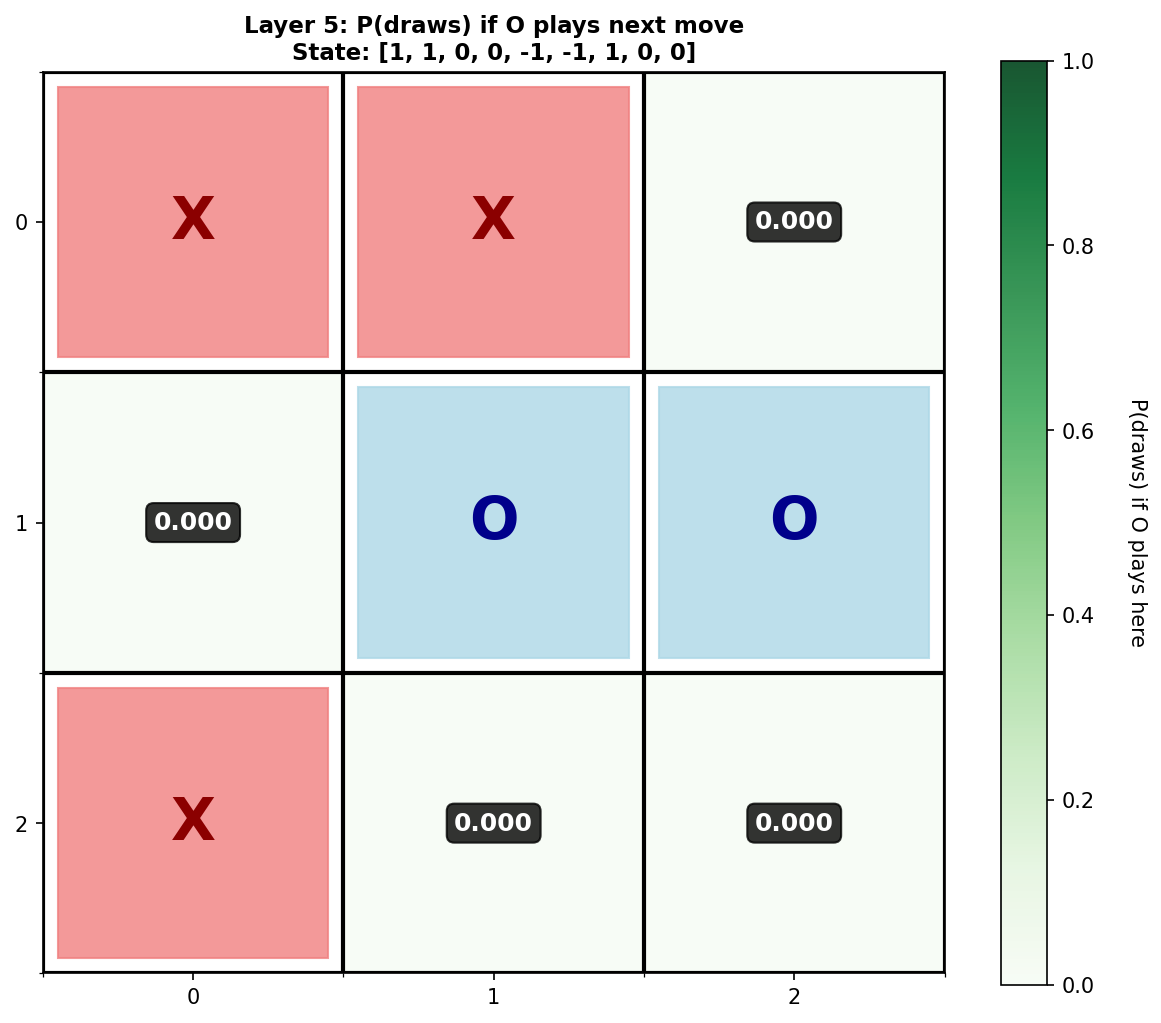 Layer 5: P(draws) if O plays next move
State: [1, 1, 0, 0, -1, -1, 1, 0, 0]
X X 0.000
0.000 O O
X 0.000 0.000
0
1
2
0 1 2
1.0
0.8
0.6
0.4
0.2
0.0
P(draws) if O plays here